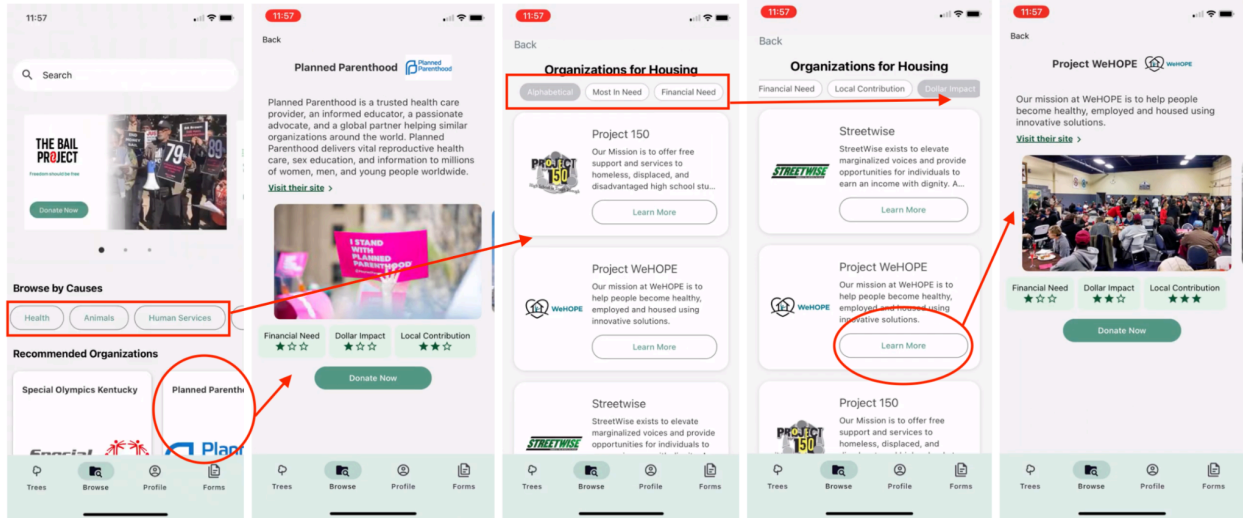 11:57
Search
THE BAIL
PROJECT
Freedom should be free
Donate Now
79
Browse by Causes
Health
Animals
Human Services
Recommended Organizations
Special Olympics Kentucky
Planned Parenth
Special
Plan
Trees
Browse
Profile
Forms
11:57
Back
Planned Parenthood
Planned
Parenthood
Planned Parenthood is a trusted health care
provider, an informed educator, a passionate
advocate, and a global partner helping similar
organizations around the world. Planned
Parenthood delivers vital reproductive health
care, sex education, and information to millions
of women, men, and young people worldwide.
Visit their site >
I STAND
WITH
PLANNED
PARENTHOOD
Financial Need
Dollar Impact
Local Contribution
Donate Now
Trees
Browse
Profile
Forms
11:57
Back
Organizations for Housing
Alphabetical
Most In Need
Financial Need
Project 150
PROJECT
150
Our Mission is to offer free
support and services to
homeless, displaced, and
disadvantaged high school stu...
Learn More
Project WeHOPE
WeHOPE
Our mission at WeHOPE is to
help people become healthy,
employed and housed using
innovative solutions.
Learn More
Streetwise
STREETWISE
StreetWise exists to elevate
marginalized voices and provide
opportunities for individuals to
Trees
Browse
Profile
Forms
11:57
Back
Organizations for Housing
Financial Need
Local Contribution
Dollar Impact
Streetwise
STREETWISE
StreetWise exists to elevate
marginalized voices and provide
opportunities for individuals to
earn an income with dignity. A...
Learn More
Project WeHOPE
WeHOPE
Our mission at WeHOPE is to
help people become healthy,
employed and housed using
innovative solutions.
Learn More
Project 150
PROJECT
150
Our Mission is to offer free
support and services to
homeless, displaced, and
Trees
Browse
Profile
Forms
11:57
Back
Project WeHOPE
WeHOPE
Our mission at WeHOPE is to help people
become healthy, employed and housed using
innovative solutions.
Visit their site >
Financial Need
Dollar Impact
Local Contribution
Donate Now
Trees
Browse
Profile
Forms